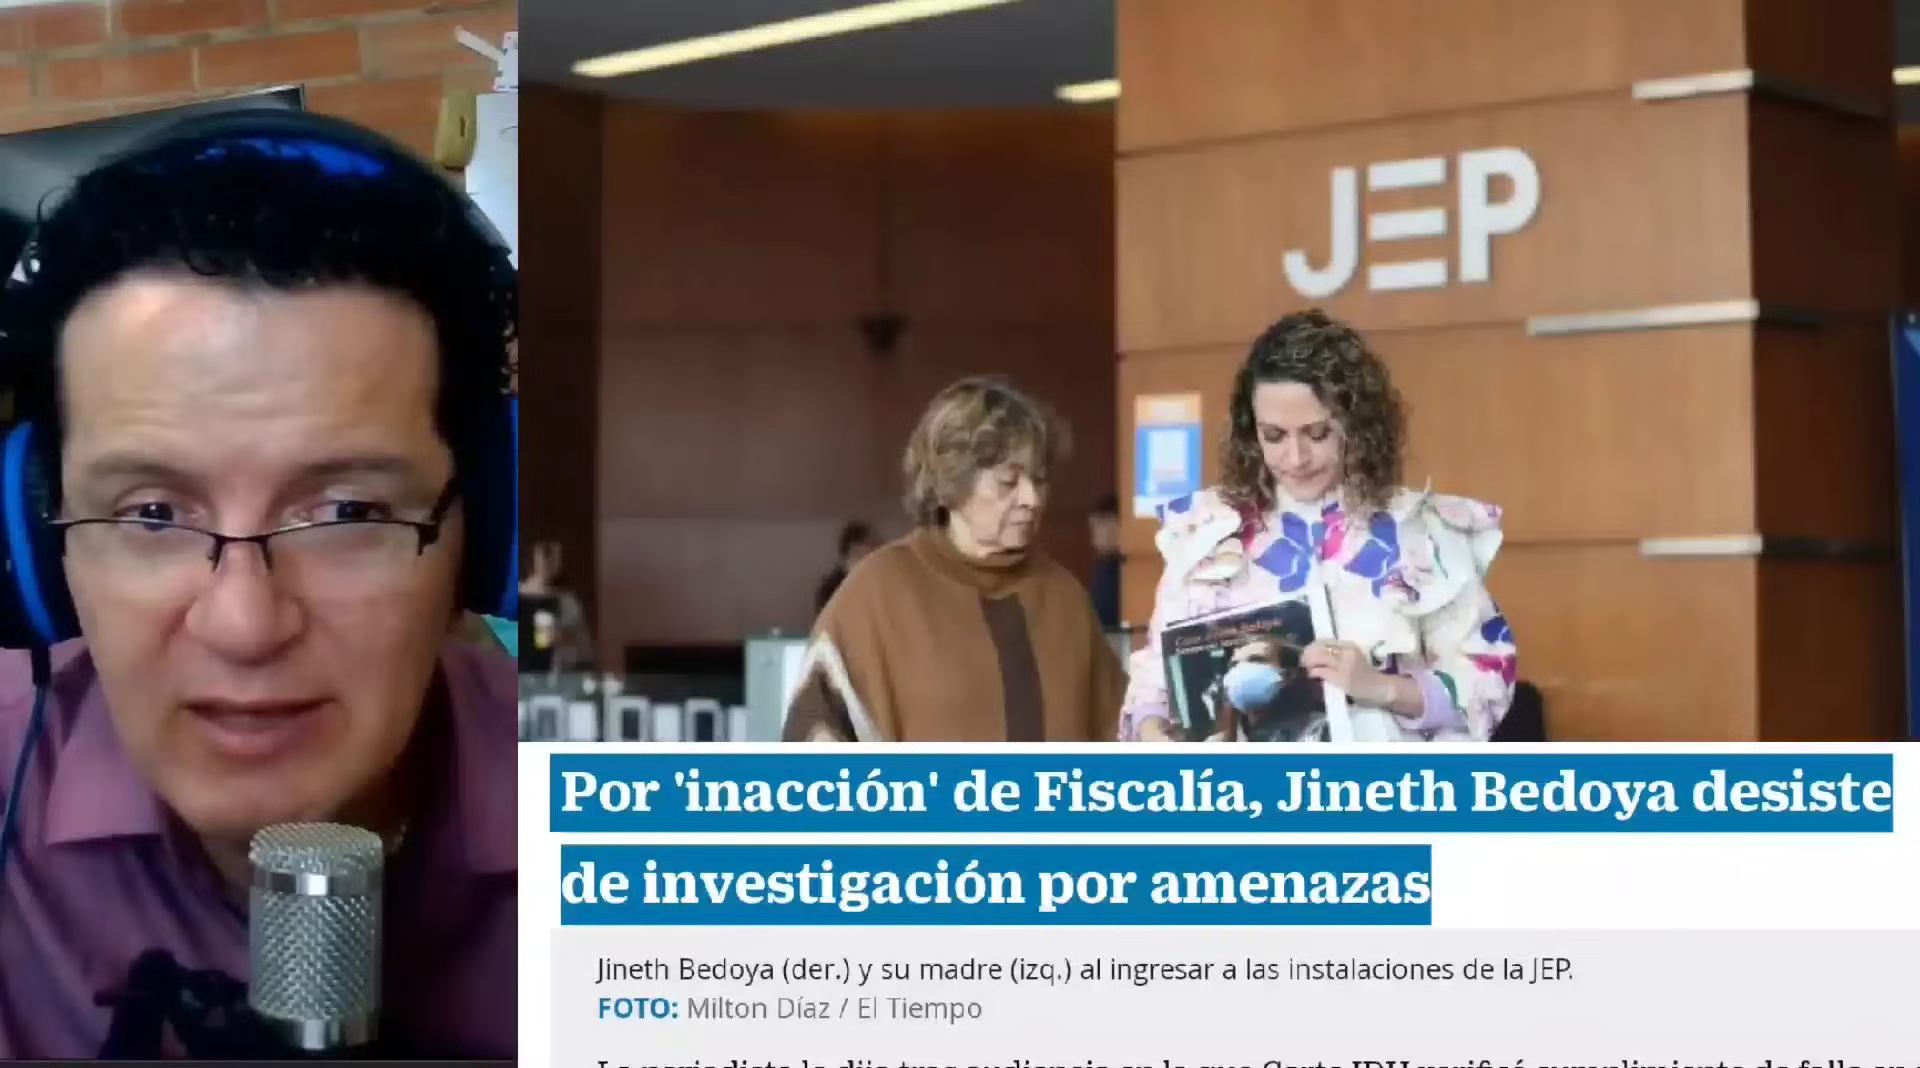 JEP
Por 'inacción' de Fiscalía, Jineth Bedoya desiste
de investigación por amenazas
Jineth Bedoya (der.) y su madre (izq.) al ingresar a las instalaciones de la JEP.
FOTO: Milton Díaz / El Tiempo